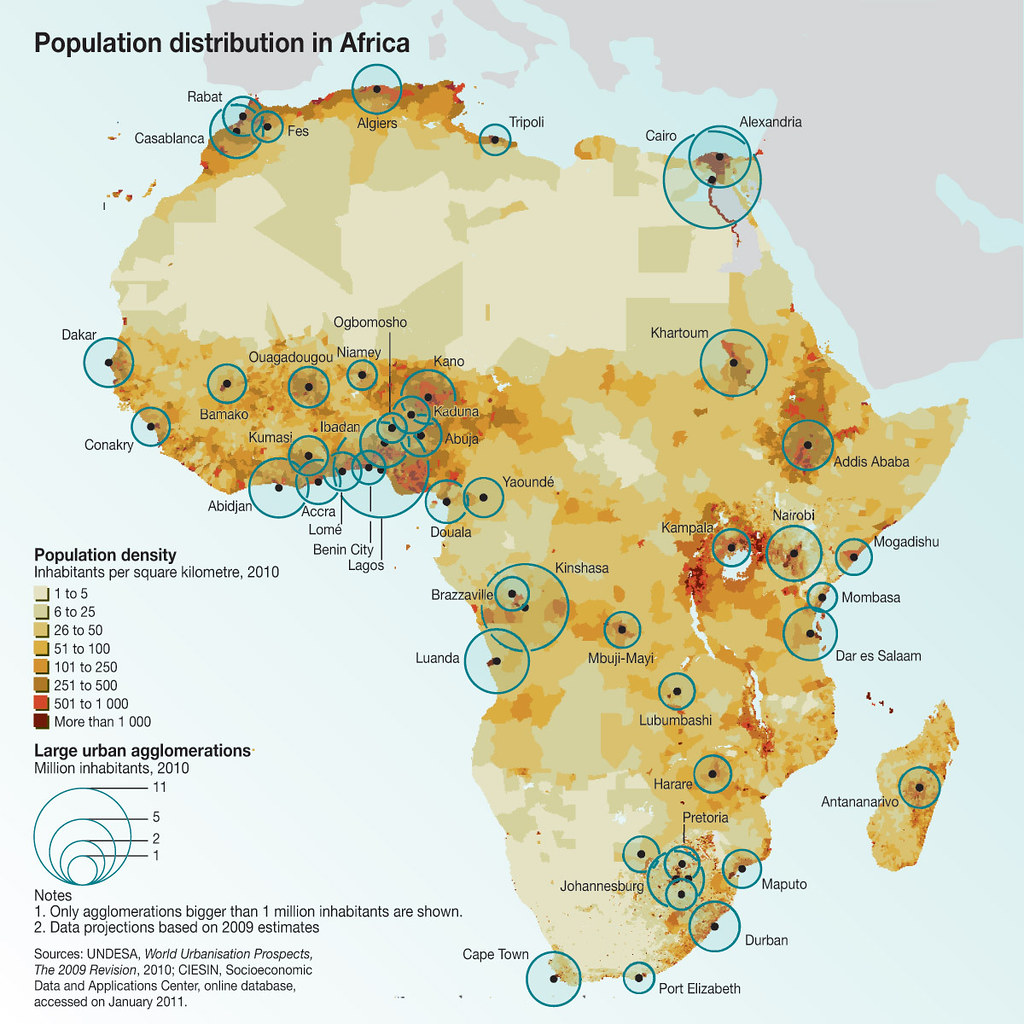 Population distribution in Africa
Rabat
Algiers
Casablanca
Fes
Tripoli
Cairo
Alexandria
Dakar
Ogbomosho
Khartoum
Ouagadougou
Niamey
Kano
Bamako
Kaduna
Ibadan
Kumasi
Abuja
Conakry
Addis Ababa
Abidjan
Accra
Yaoundé
Lomé
Douala
Benin City
Lagos
Kampala
Nairobi
Mogadishu
Kinshasa
Brazzaville
Mombasa
Luanda
Mbuji-Mayi
Dar es Salaam
Lubumbashi
Harare
Antananarivo
Pretoria
Johannesburg
Maputo
Durban
Cape Town
Port Elizabeth
Population density
Inhabitants per square kilometre, 2010
1 to 5
6 to 25
26 to 50
51 to 100
101 to 250
251 to 500
501 to 1 000
More than 1 000
Large urban agglomerations
Million inhabitants, 2010
11
5
2
1
Notes
1. Only agglomerations bigger than 1 million inhabitants are shown.
2. Data projections based on 2009 estimates
Sources: UNDESA, World Urbanisation Prospects,
The 2009 Revision, 2010; CIESIN, Socioeconomic
Data and Applications Center, online database,
accessed on January 2011.